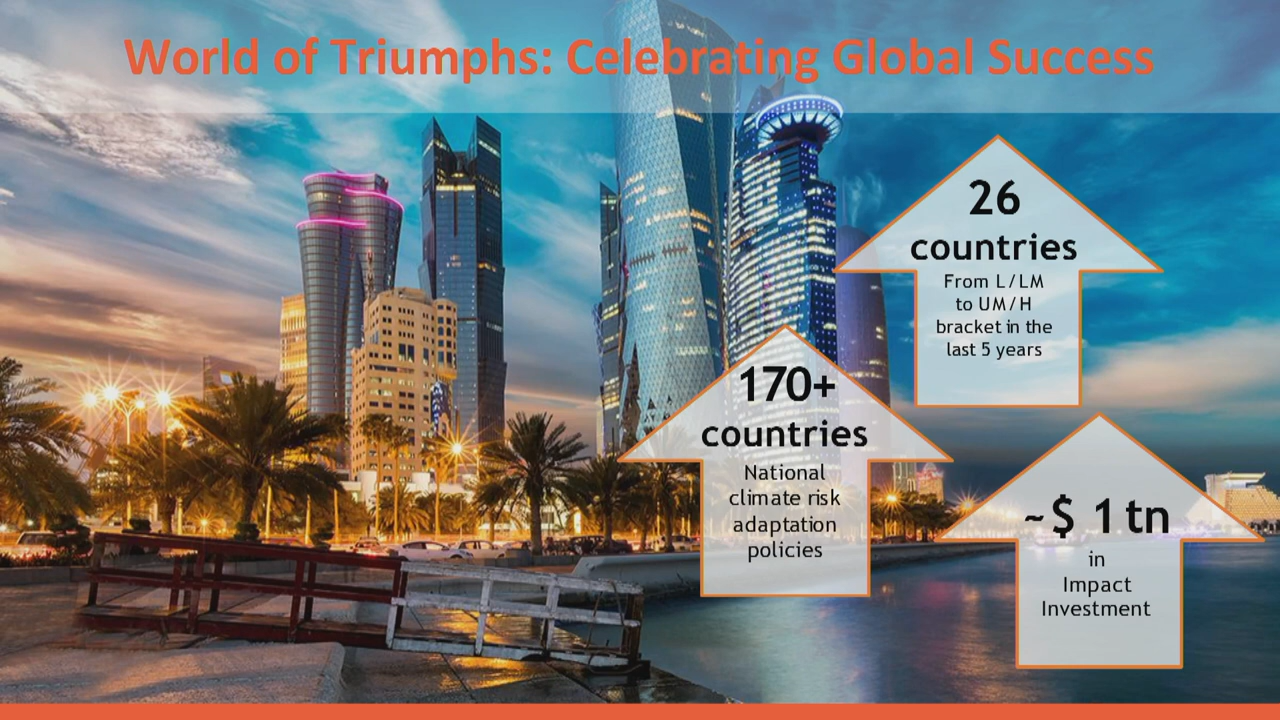 World of Triumphs: Celebrating Global Success
26
countries
From L/LM
to UM/H
bracket in the
last 5 years
170+
countries
National
climate risk
adaptation
policies
~$ 1 tn
in
Impact
Investment